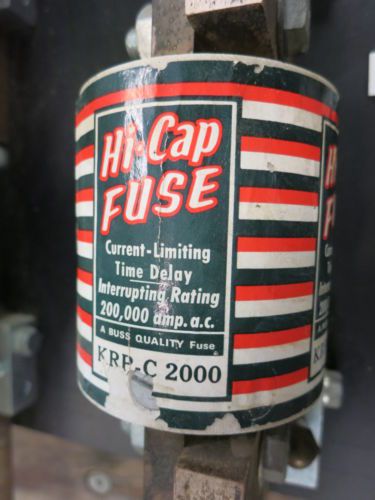 Hi-Cap
FUSE
Current-Limiting
Time Delay
Interrupting Rating
200,000 amp. a.c.
A BUSS QUALITY Fuse
KRP-C 2000